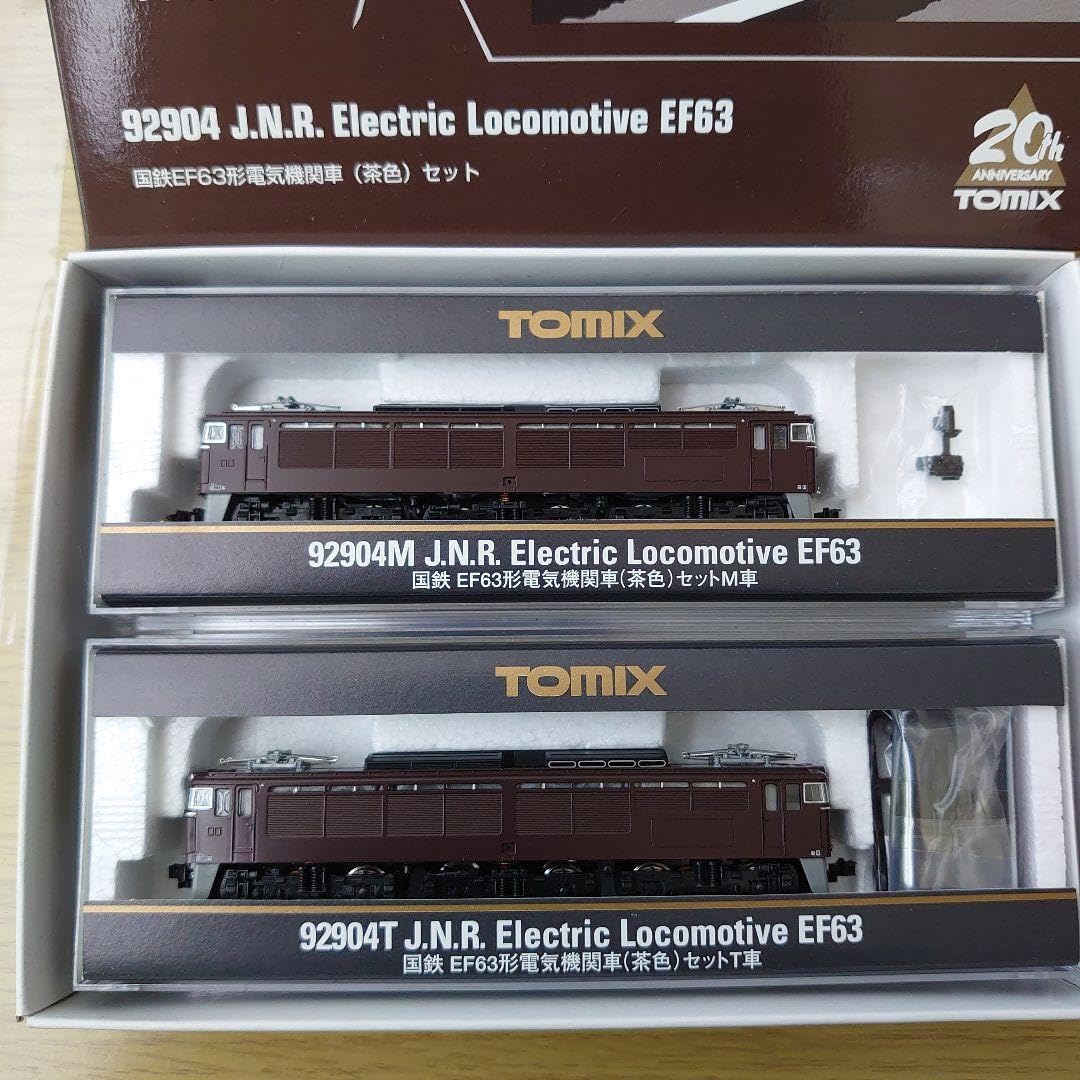 92904 J.N.R. Electric Locomotive EF63
国鉄EF63形電気機関車（茶色）セット
20th
ANNIVERSARY
TOMIX
TOMIX
92904M J.N.R. Electric Locomotive EF63
国鉄 EF63形電気機関車(茶色)セットM車
TOMIX
92904T J.N.R. Electric Locomotive EF63
国鉄 EF63形電気機関車(茶色)セットT車